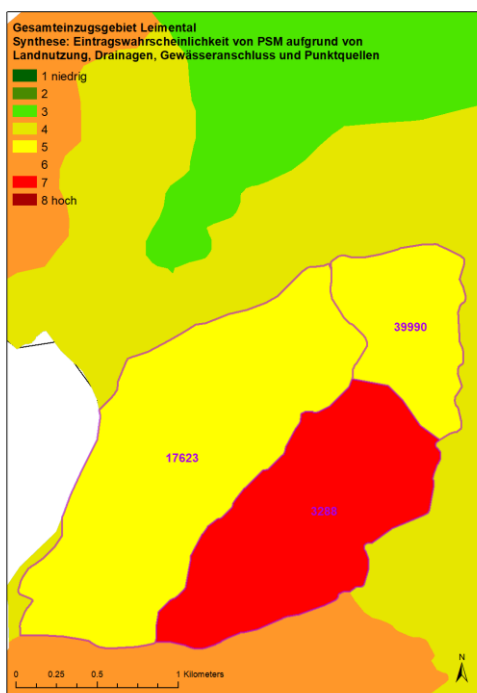 Gesamteinzugsgebiet Leimental
Synthese: Eintragswahrscheinlichkeit von PSM aufgrund von
Landnutzung, Drainagen, Gewässeranschluss und Punktquellen
1 niedrig
2
3
4
5
6
7
8 hoch
39990
17623
0 0.25 0.5 1 Kilometers
N